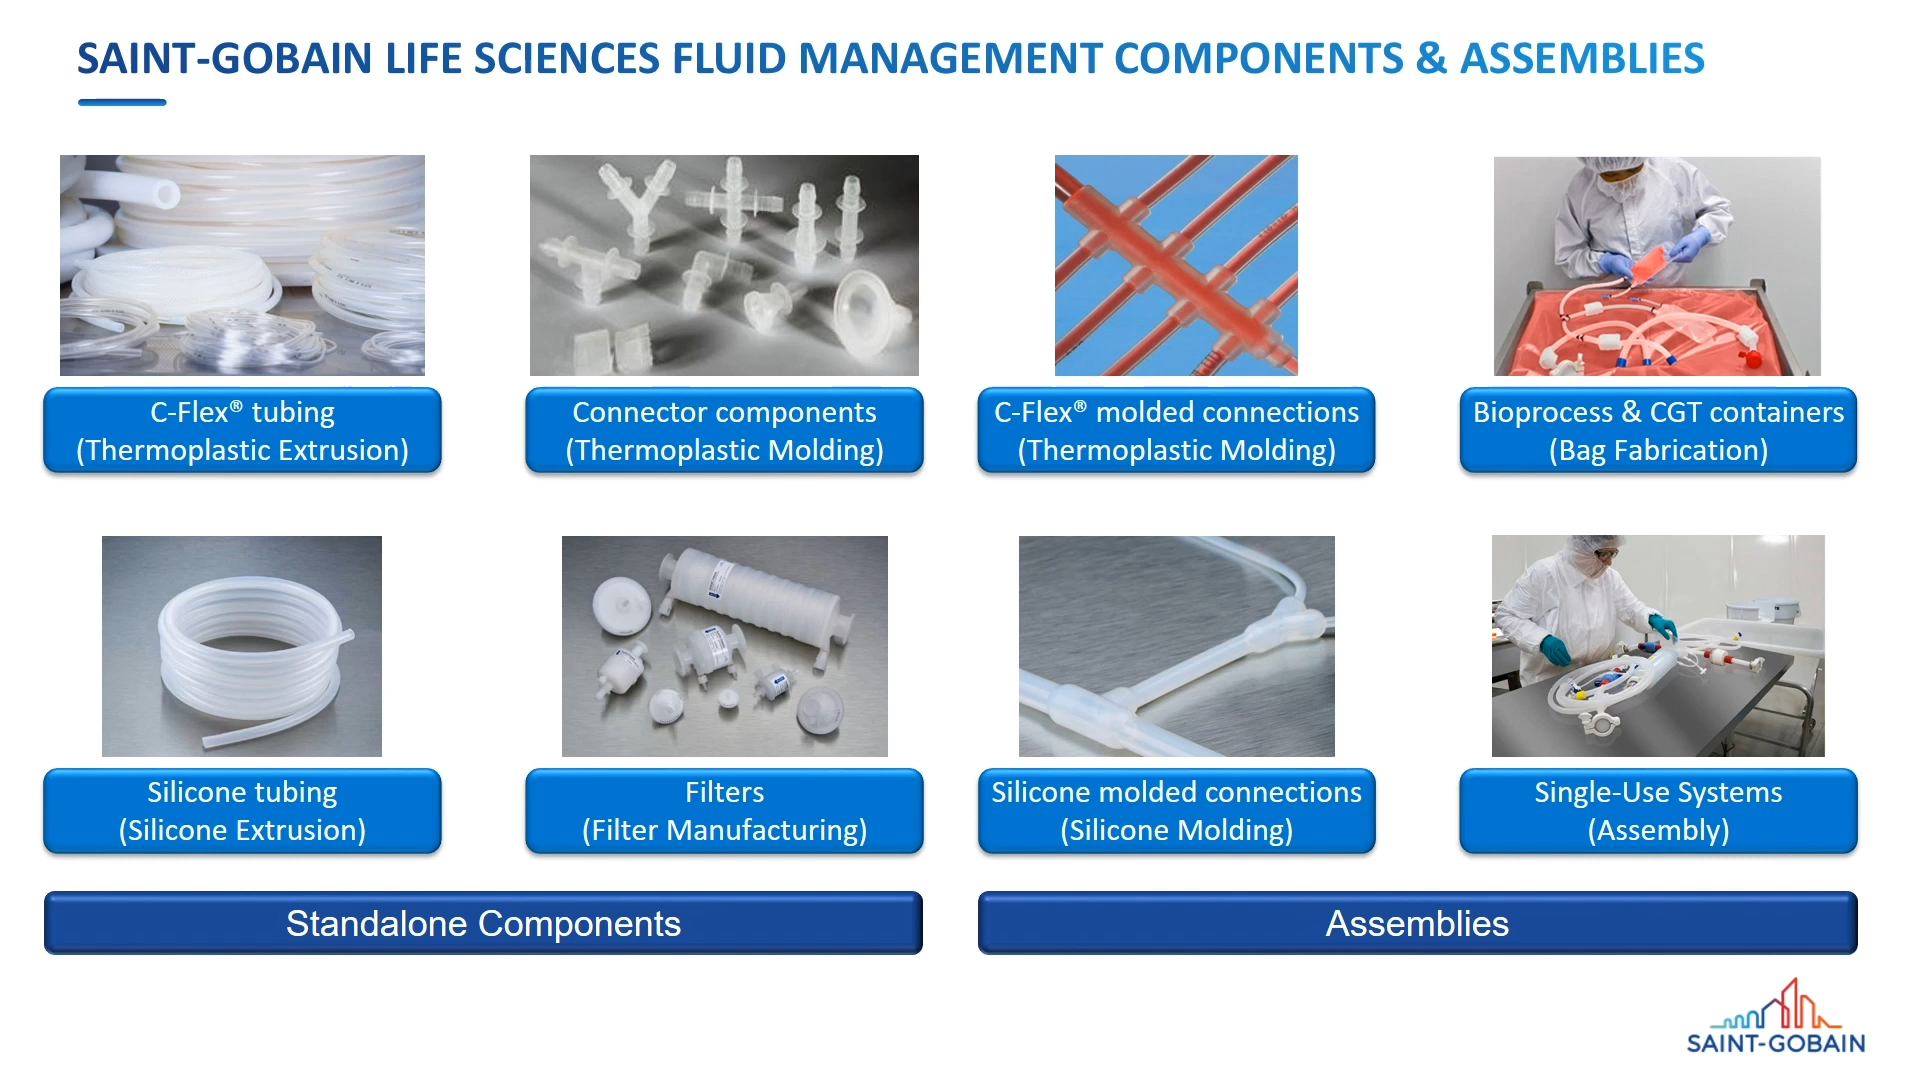 SAINT-GOBAIN LIFE SCIENCES FLUID MANAGEMENT COMPONENTS & ASSEMBLIES
C-Flex® tubing
(Thermoplastic Extrusion)
Connector components
(Thermoplastic Molding)
C-Flex® molded connections
(Thermoplastic Molding)
Bioprocess & CGT containers
(Bag Fabrication)
Silicone tubing
(Silicone Extrusion)
Filters
(Filter Manufacturing)
Silicone molded connections
(Silicone Molding)
Single-Use Systems
(Assembly)
Standalone Components
Assemblies
SAINT-GOBAIN